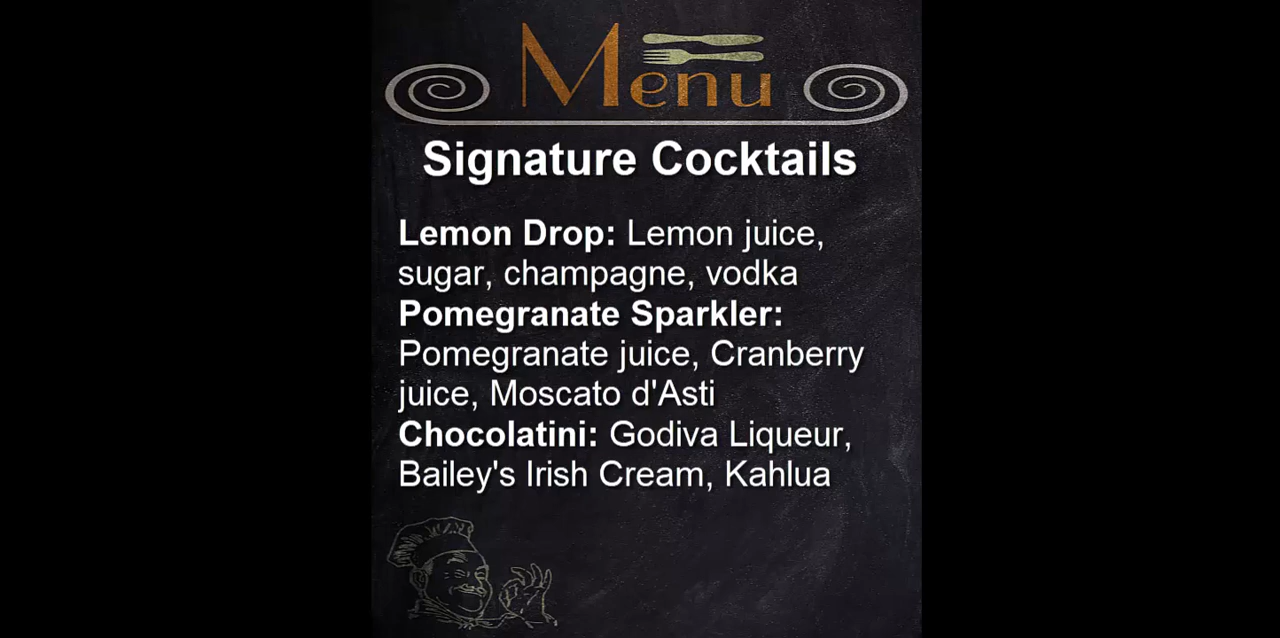 Menu
Signature Cocktails
Lemon Drop: Lemon juice,
sugar, champagne, vodka
Pomegranate Sparkler:
Pomegranate juice, Cranberry
juice, Moscato d'Asti
Chocolatini: Godiva Liqueur,
Bailey's Irish Cream, Kahlua